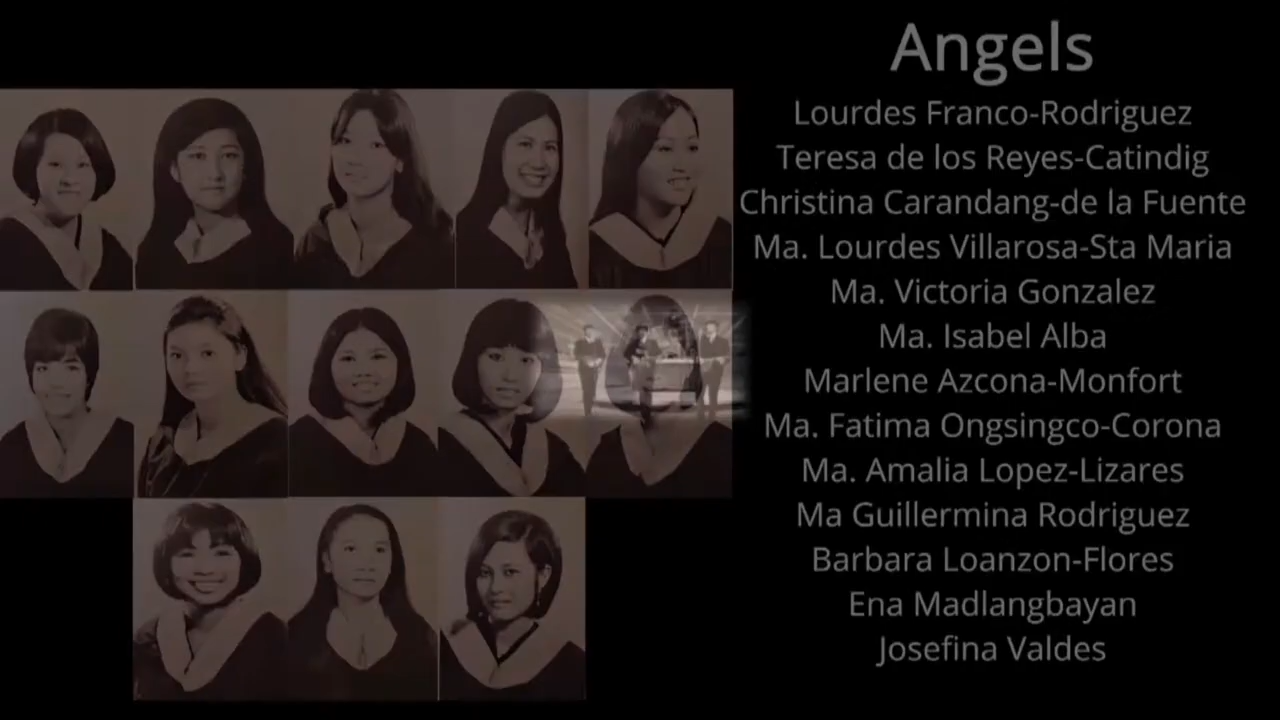 Angels
Lourdes Franco-Rodriguez
Teresa de los Reyes-Catindig
Christina Carandang-de la Fuente
Ma. Lourdes Villarosa-Sta Maria
Ma. Victoria Gonzalez
Ma. Isabel Alba
Marlene Azcona-Monfort
Ma. Fatima Ongsingco-Corona
Ma. Amalia Lopez-Lizares
Ma Guillermina Rodriguez
Barbara Loanzon-Flores
Ena Madlangbayan
Josefina Valdes